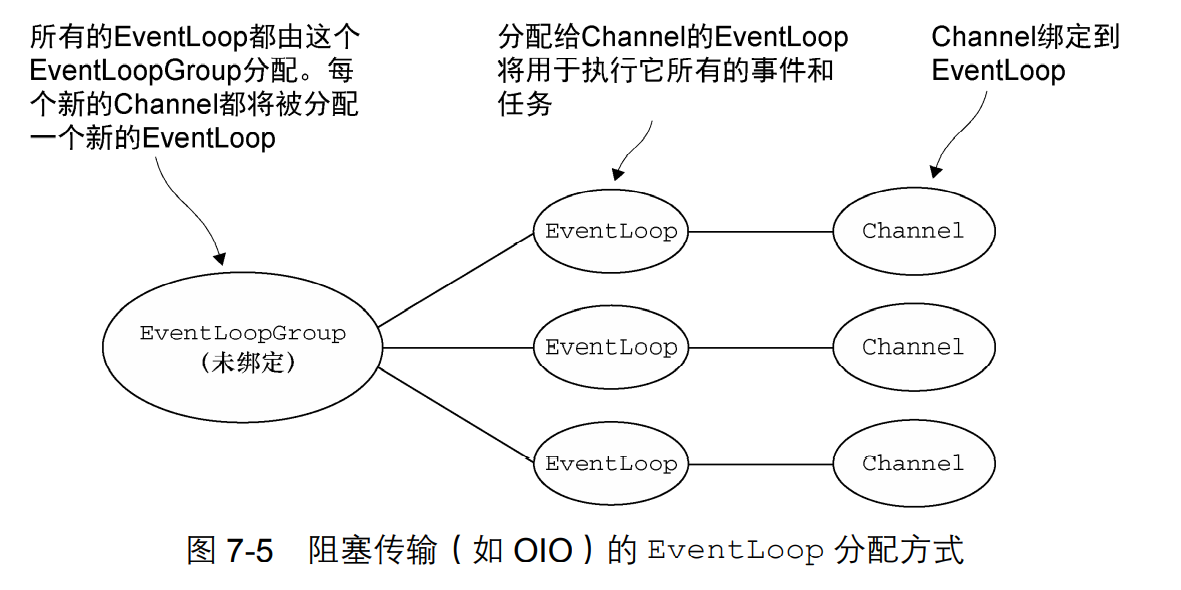 所有的EventLoop都由这个
EventLoopGroup分配。每
个新的Channel都将被分配
一个新的EventLoop
分配给Channel的EventLoop
将用于执行它所有的事件和
任务
Channel绑定到
EventLoop
EventLoop
Channel
EventLoopGroup
（未绑定）
EventLoop
Channel
EventLoop
Channel
图 7-5 阻塞传输（如 OIO）的 EventLoop 分配方式